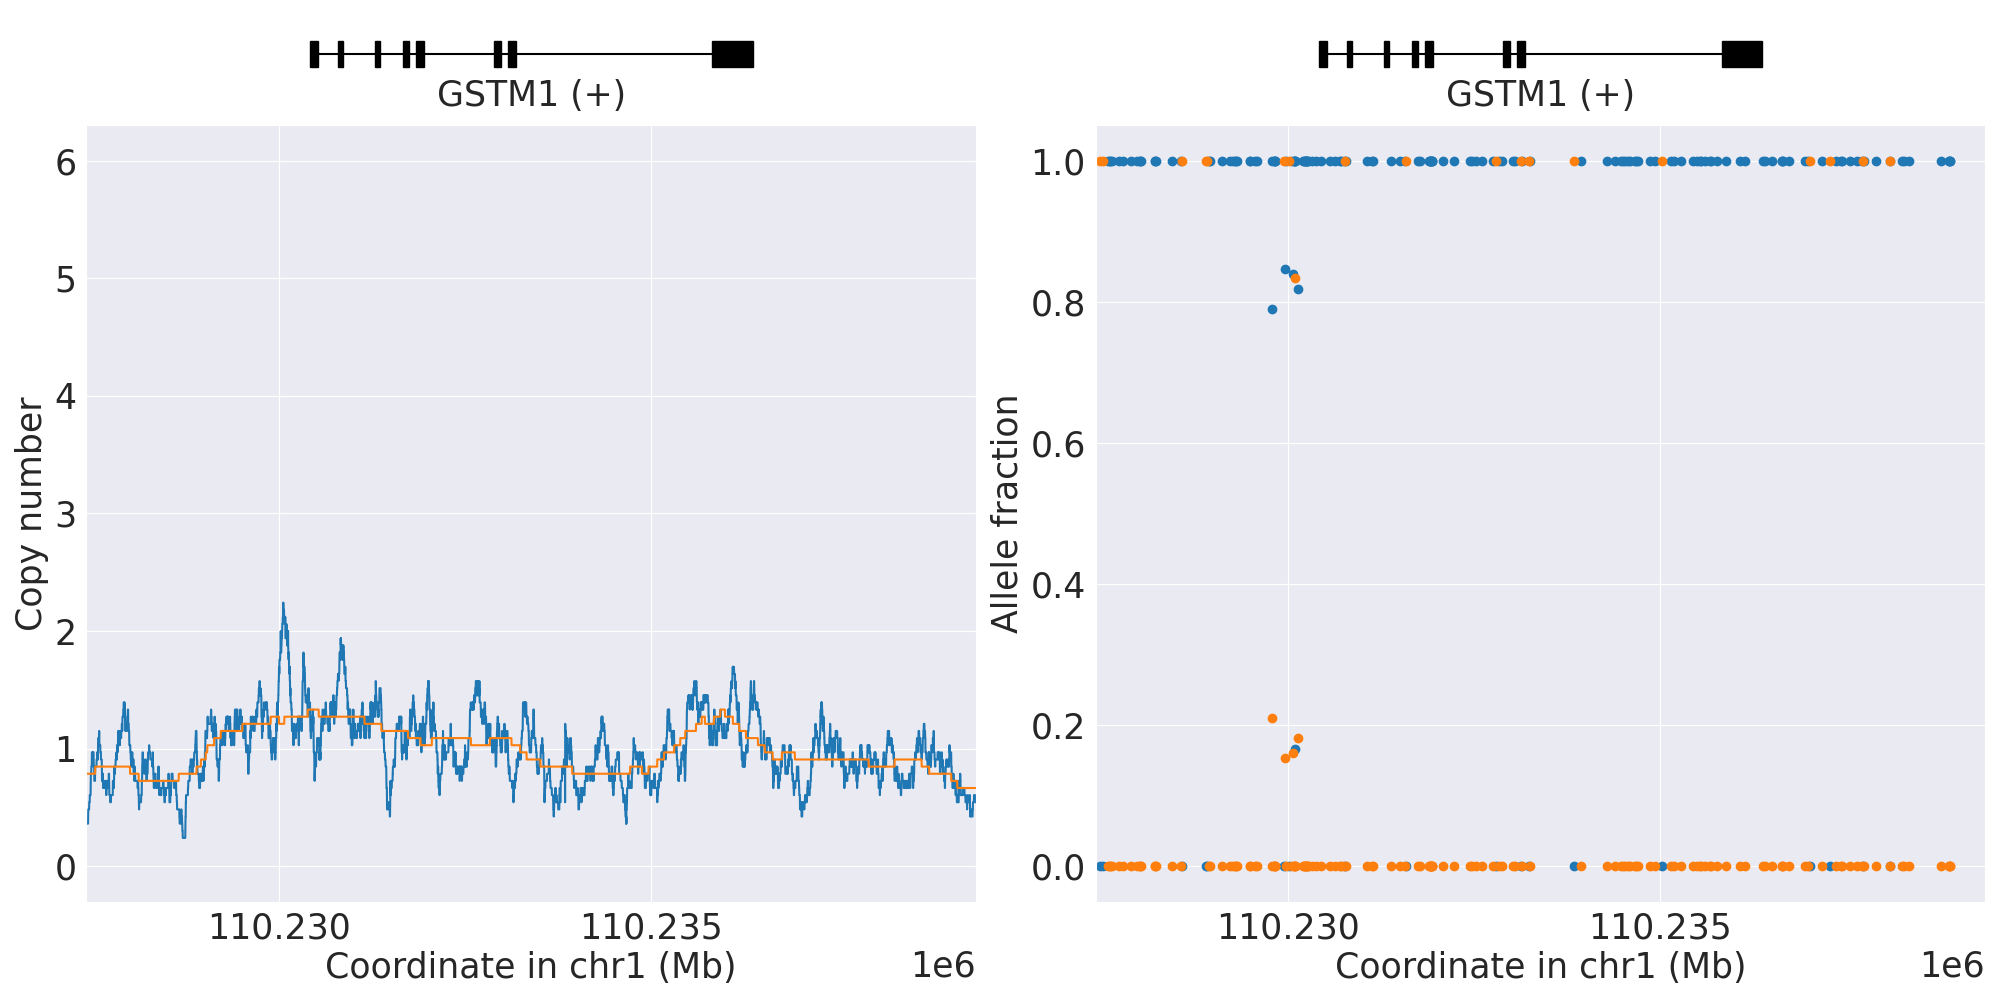 GSTM1 (+)
6
5
4
3
2
1
0
Copy number
110.230
110.235
Coordinate in chr1 (Mb)
1e6
GSTM1 (+)
1.0
0.8
0.6
0.4
0.2
0.0
Allele fraction
110.230
110.235
Coordinate in chr1 (Mb)
1e6